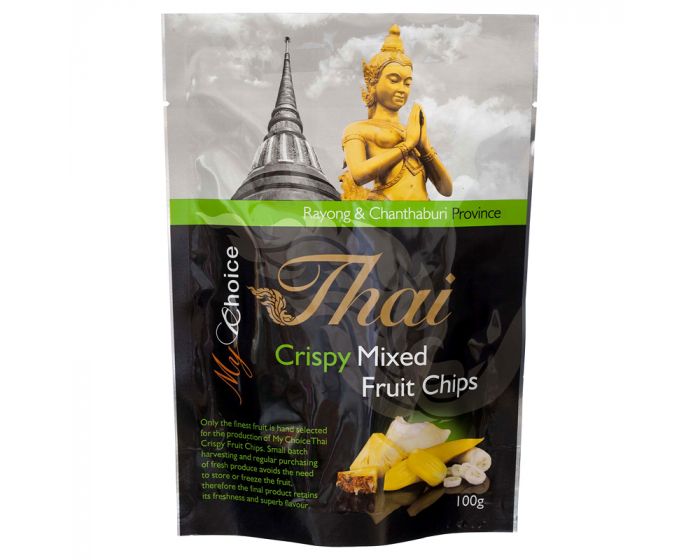 Rayong & Chanthaburi Province
My Choice
Thai
Crispy Mixed
Fruit Chips
Only the finest fruit is hand selected
for the production of My Choice Thai
Crispy Fruit Chips. Small batch
harvesting and regular purchasing
of fresh produce avoids the need
to store or freeze the fruit,
therefore the final product retains
its freshness and superb flavour.
100g